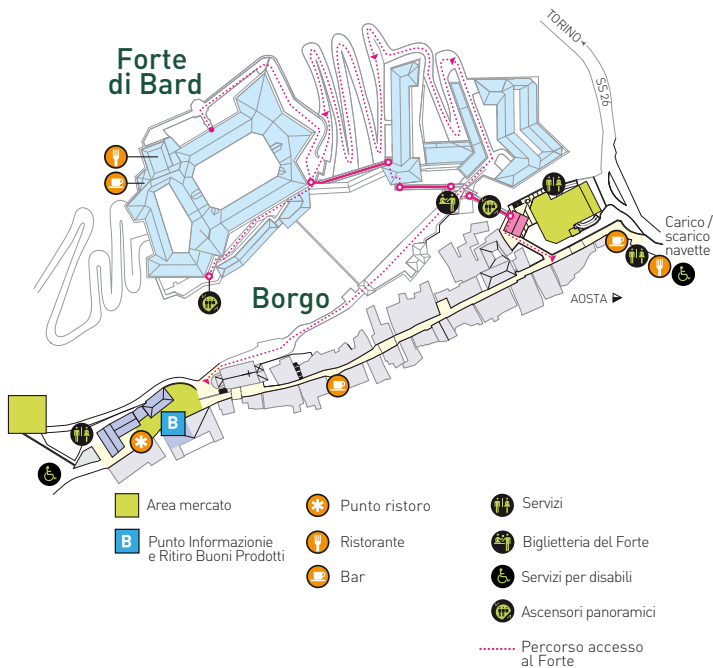 TORINO
SS26
Forte
di Bard
Carico /
scarico
navette
Borgo
AOSTA
B
Area mercato
Punto ristoro
Servizi
B
Punto Informazionie
e Ritiro Buoni Prodotti
Ristorante
Biglietteria del Forte
Bar
Servizi per disabili
Ascensori panoramici
Percorso accesso
al Forte